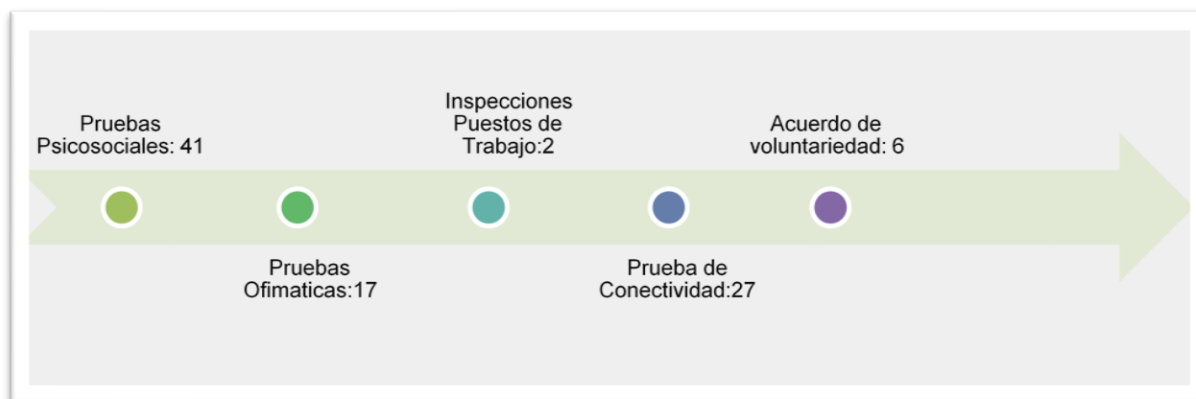 Pruebas
Psicosociales: 41
Pruebas
Ofimaticas:17
Inspecciones
Puestos de
Trabajo:2
Prueba de
Conectividad:27
Acuerdo de
voluntariedad: 6